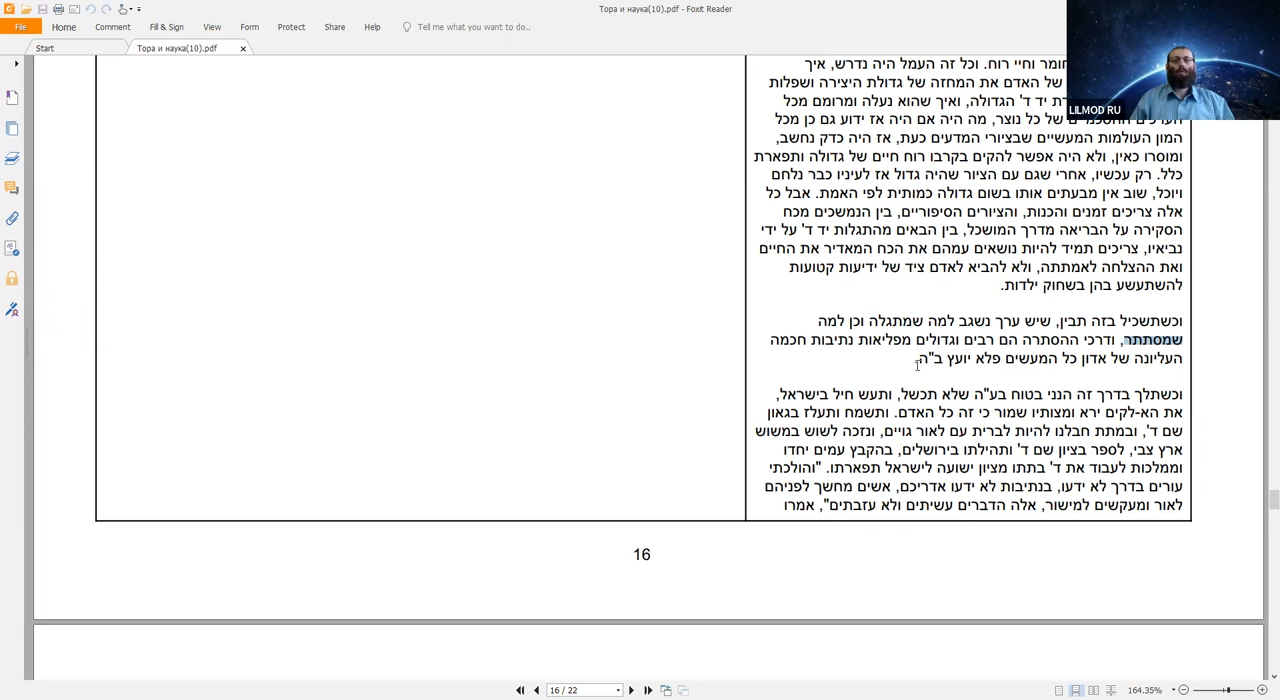 Тора и наука(10).pdf - Foxit Reader
File Home Comment Fill & Sign View Form Protect Share Help Tell me what you want to do..
Start Тора и наука(10).pdf
LILMOD RU
חומר וחיי רוח. וכל זה העמל היה נדרש, איך
של האדם את המחזה של גדולת היצירה ושפלות
יד ד' הגדולה, ואיך שהוא נעלה ומרומם מכל
של כל נוצר, מה היה אם היה אז ידוע גם כן מכל
המון העולמות המעשיים שבציורי המדעים כעת, אז היה כדק נחשב,
ומוסרו כאין, ולא היה אפשר להקים בקרבו רוח חיים של גדולה ותפארת
כלל. רק עכשיו, אחרי שגם עם הציור שהיה גדול אז לעיניו כבר נלחם
ויוכל, שוב אין מבעתים אותו בשום גדולה כמותית לפי האמת. אבל כל
אלה צריכים זמנים והכנות, והציורים הסיפוריים, בין הנמשכים מכח
הסקירה על הבריאה מדרך המושכל, בין הבאים מהתגלות יד ד' על ידי
נביאיו, צריכים תמיד להיות נושאים עמהם את הכח המאדיר את החיים
ואת ההצלחה לאמתתה, ולא להביא לאדם ציד של ידיעות קטועות
להשתעשע בהן בשחוק ילדות.
וכשתשכיל בזה תבין, שיש ערך נשגב למה שמתגלה וכן למה
שמסתתר, ודרכי ההסתרה הם רבים וגדולים מפליאות נתיבות חכמה
העליונה של אדון כל המעשים פלא יועץ ב"ה.
וכשתלך בדרך זה הנני בטוח בע"ה שלא תכשל, ותעש חיל בישראל,
את הא-לקים ירא ומצותיו שמור כי זה כל האדם. ותשמח ותעלז בגאון
שם ד', ובמתת חבלנו להיות לברית עם לאור גויים, ונזכה לשוש במשוש
ארץ צבי, לספר בציון שם ד' ותהילתו בירושלים, בהקבץ עמים יחדו
וממלכות לעבוד את ד' בתתו מציון ישועה לישראל תפארתו. "והולכתי
עורים בדרך לא ידעו, בנתיבות לא ידעו אדריכם, אשים מחשך לפניהם
לאור ומעקשים למישור, אלה הדברים עשיתים ולא עזבתים", אמרו
16
16 / 22 164.35%